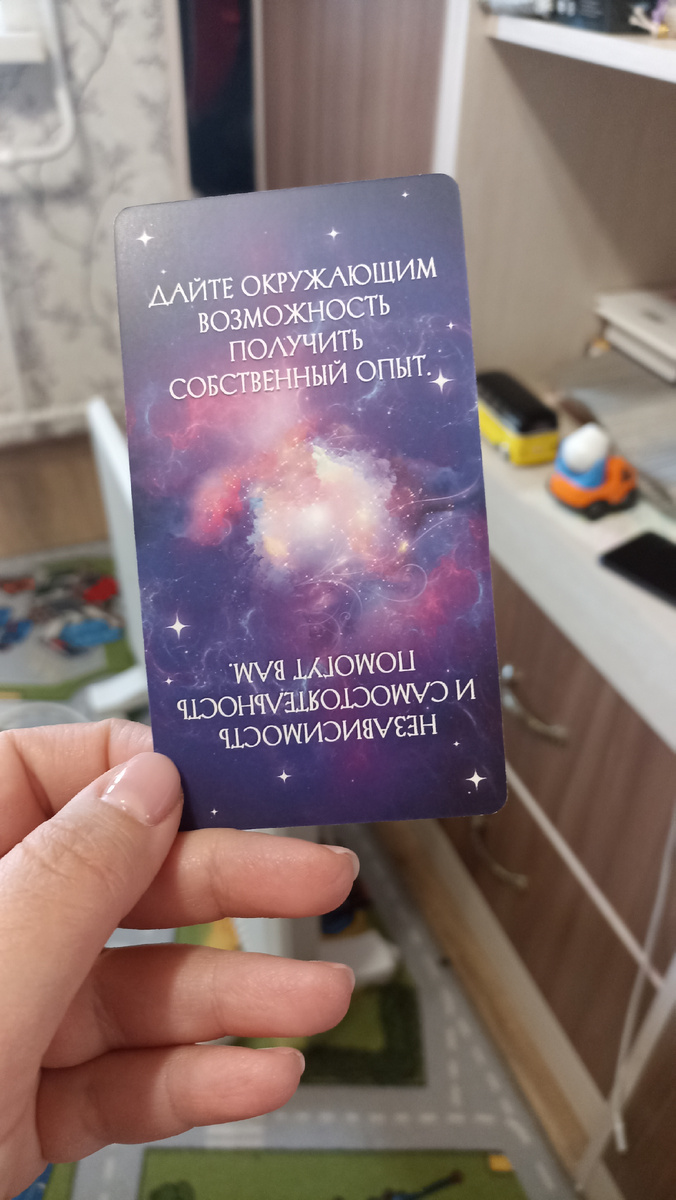 ДАЙТЕ ОКРУЖАЮЩИМ
ВОЗМОЖНОСТЬ
ПОЛУЧИТЬ
СОБСТВЕННЫЙ ОПЫТ.
НЕЗАВИСИМОСТЬ
И САМОСТОЯТЕЛЬНОСТЬ
ПОМОГУТ ВАМ.